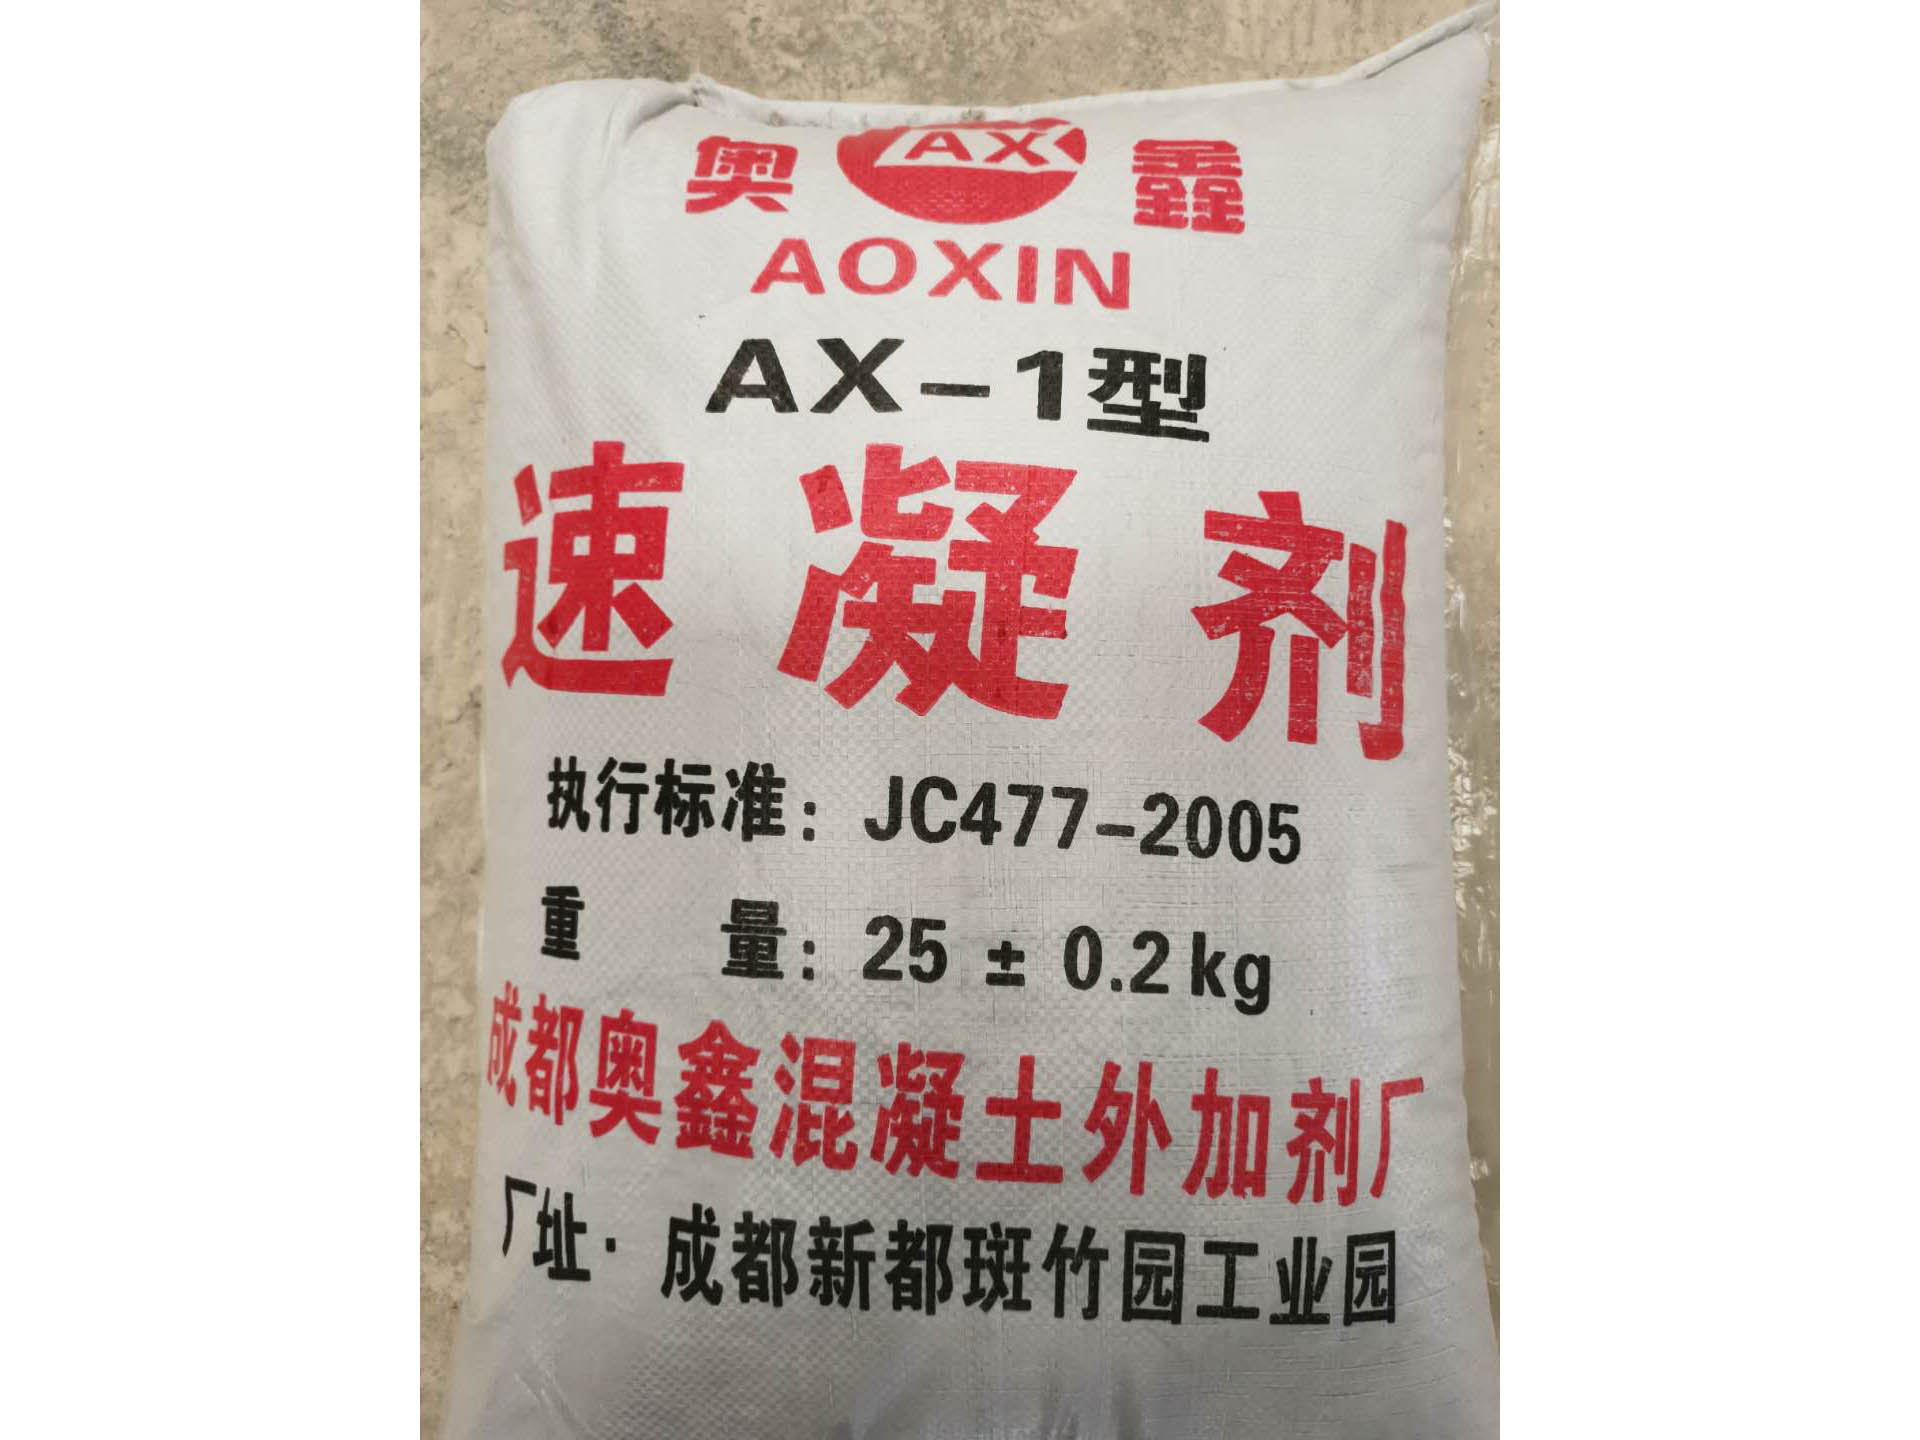 奥 AX 鑫
AOXIN
AX-1型
速凝剂
执行标准：JC477-2005
重 量：25 ± 0.2kg
成都奥鑫混凝土外加剂厂
厂址·成都新都斑竹园工业园